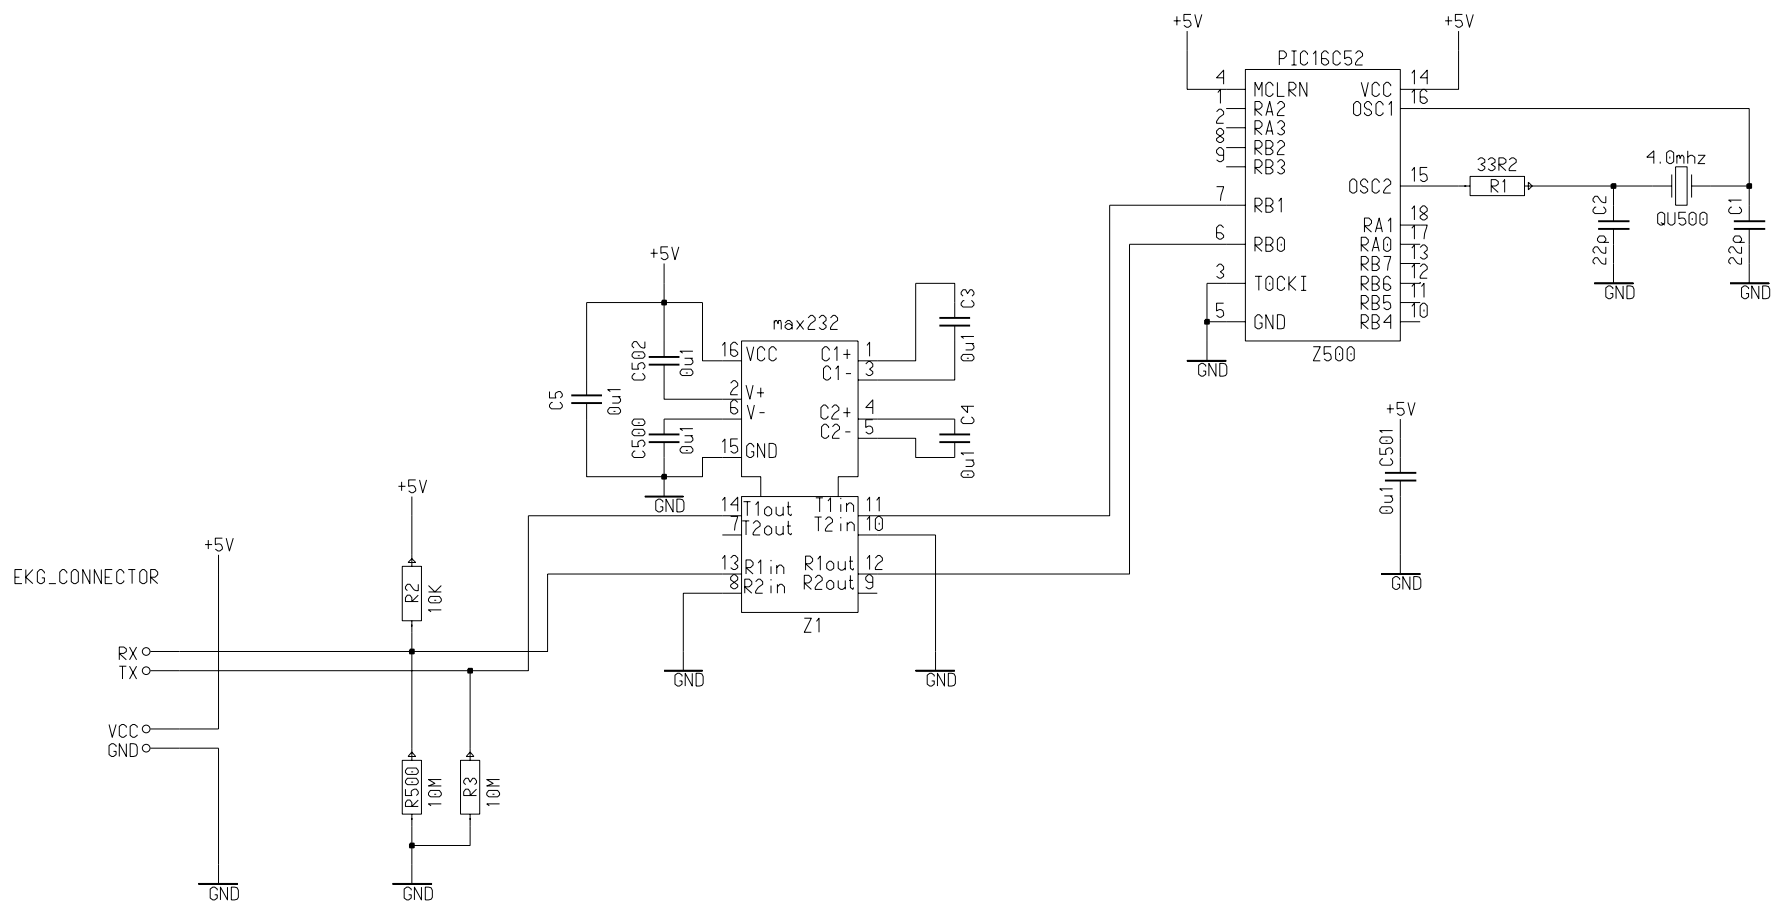 +5V
+5V
PIC16C52
4 MCLRN VCC 14
1 RA2 OSC1 16
2 RA3
8 RB2
9 RB3
33R2
4.0mhz
OSC2 15
R1
QU500
C2
22p
C1
22p
7 RB1
RA1 18
6 RB0
RA0 17
RB7 13
3 T0CKI
RB6 12
RB5 11
5 GND
RB4 10
GND
GND
Z500
GND
+5V
max232
C3
0u1
16 VCC C1+ 1
C1- 3
C502
0u1
2 V+
6 V-
C2+ 4
C2- 5
C4
0u1
C5
0u1
C500
0u1
15 GND
GND
+5V
C501
0u1
GND
+5V
14 T1out T1in 11
7 T2out T2in 10
13 R1in R1out 12
8 R2in R2out 9
Z1
GND
GND
+5V
EKG_CONNECTOR
R2
10K
RX
TX
VCC
GND
R500
10M
R3
10M
GND
GND